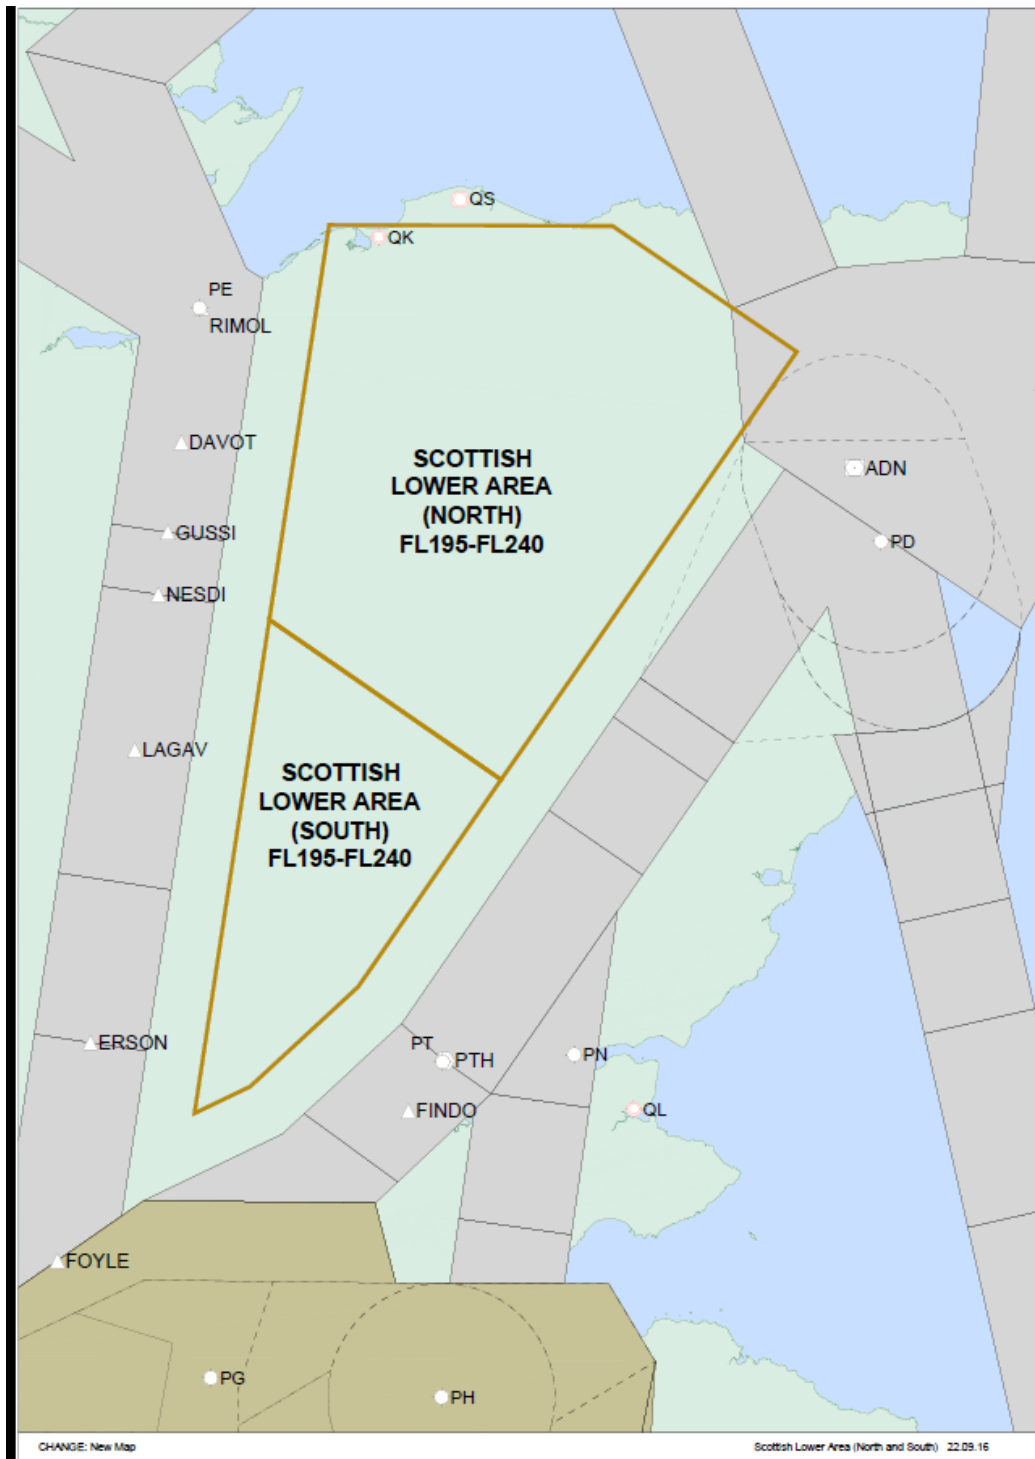 QS
QK
PE
RIMOL
DAVOT
SCOTTISH
LOWER AREA
(NORTH)
FL195-FL240
ADN
GUSSI
PD
NESDI
LAGAV
SCOTTISH
LOWER AREA
(SOUTH)
FL195-FL240
ERSON
PT
PTH
PN
FINDO
QL
FOYLE
PG
PH
CHANGE: New Map
Scottish Lower Area (North and South) 22.09.16